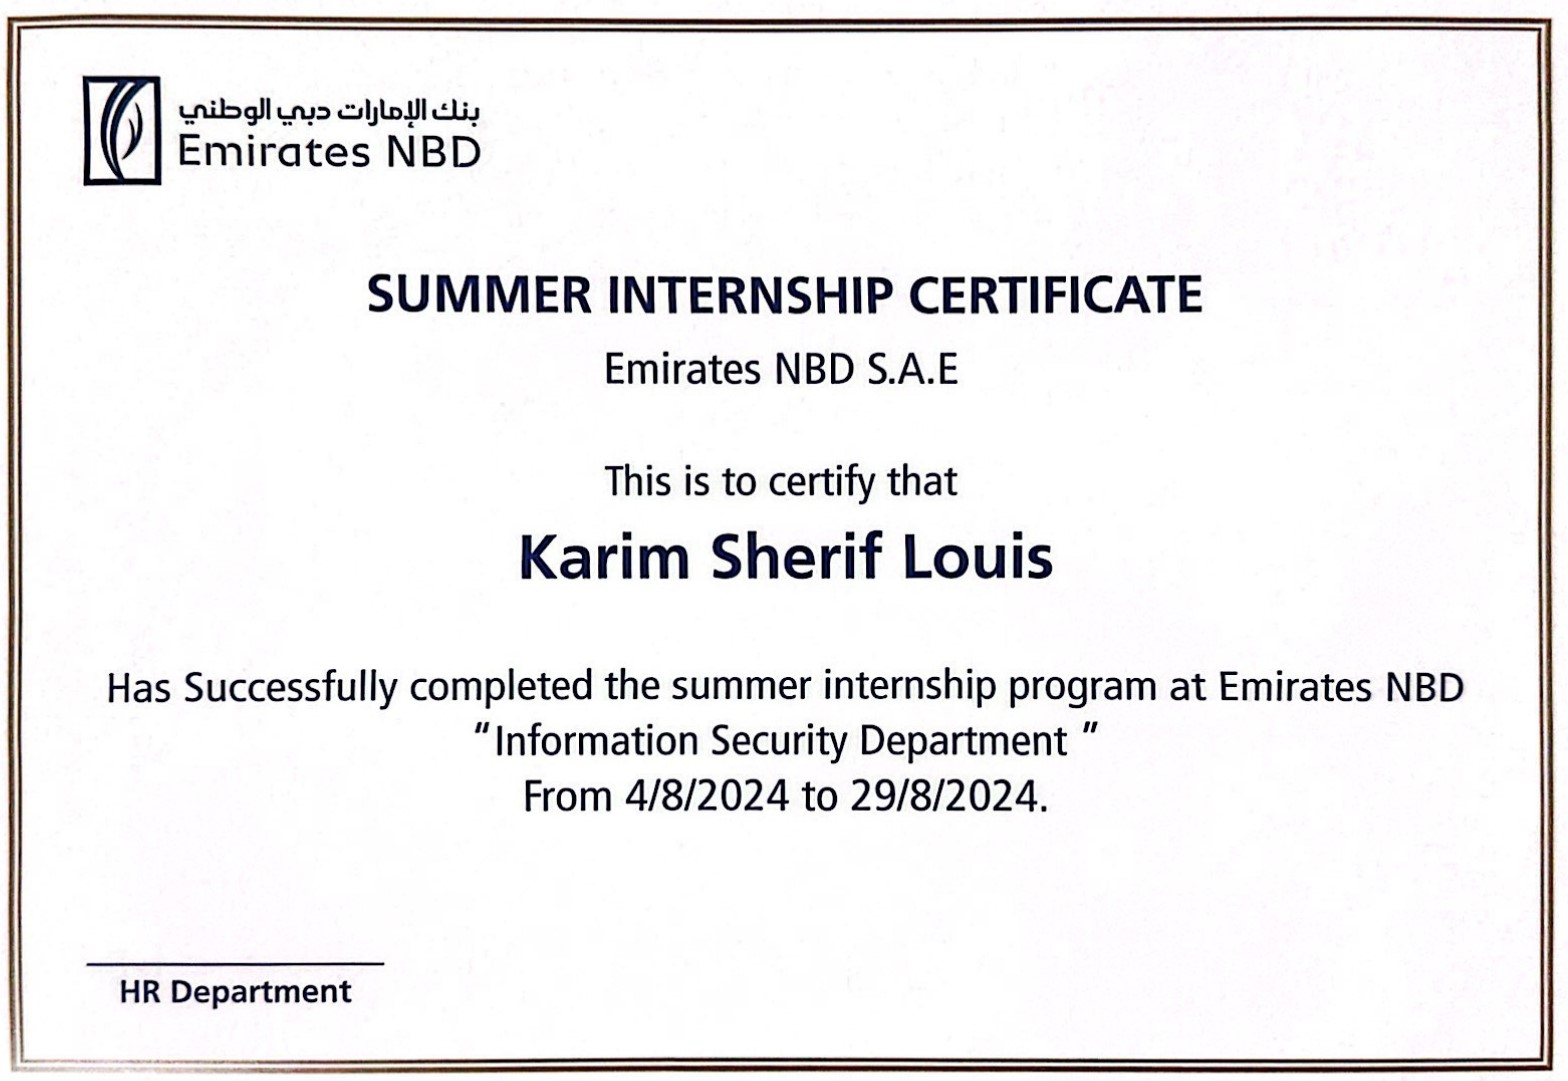 بنك الإمارات دبي الوطني
Emirates NBD
SUMMER INTERNSHIP CERTIFICATE
Emirates NBD S.A.E
This is to certify that
Karim Sherif Louis
Has Successfully completed the summer internship program at Emirates NBD
"Information Security Department "
From 4/8/2024 to 29/8/2024.
HR Department